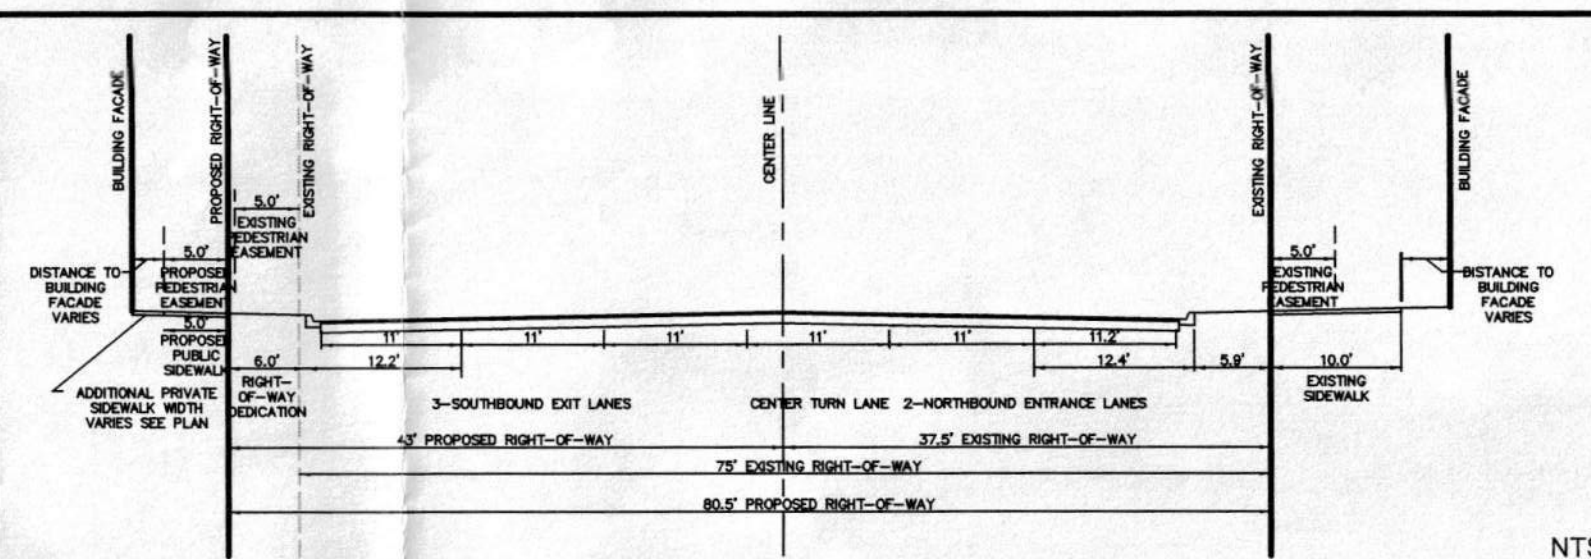 BUILDING FACADE
PROPOSED RIGHT-OF-WAY
EXISTING RIGHT-OF-WAY
CENTER LINE
EXISTING RIGHT-OF-WAY
BUILDING FACADE
5.0'
EXISTING
PEDESTRIAN
EASEMENT
5.0'
PROPOSED
PEDESTRIAN
EASEMENT
DISTANCE TO
BUILDING
FACADE
VARIES
5.0'
PROPOSED
PUBLIC
SIDEWALK
ADDITIONAL PRIVATE
SIDEWALK WIDTH
VARIES SEE PLAN
6.0'
RIGHT-
OF-WAY
DEDICATION
5.0'
EXISTING
PEDESTRIAN
EASEMENT
DISTANCE TO
BUILDING
FACADE
VARIES
11' 11' 11' 11' 11' 11.2'
12.2' 12.4' 5.9' 10.0'
EXISTING
SIDEWALK
3-SOUTHBOUND EXIT LANES CENTER TURN LANE 2-NORTHBOUND ENTRANCE LANES
43' PROPOSED RIGHT-OF-WAY 37.5' EXISTING RIGHT-OF-WAY
75' EXISTING RIGHT-OF-WAY
80.5' PROPOSED RIGHT-OF-WAY
NTS